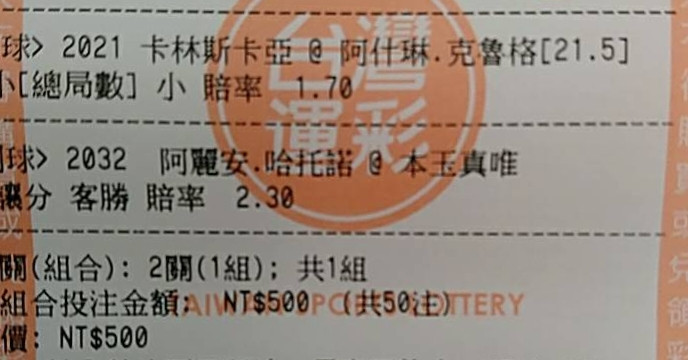 球> 2021 卡林斯卡亞 @ 阿什琳.克魯格[21.5]
小[總局數] 小 賠率 1.70
球> 2032 阿麗安.哈托諾 @ 本玉真唯
讓分 客勝 賠率 2.30
關(組合): 2關(1組); 共1組
組合投注金額: NT$500 (共50注)
價: NT$500
台灣運彩
TAIWAN SPORTS LOTTERY